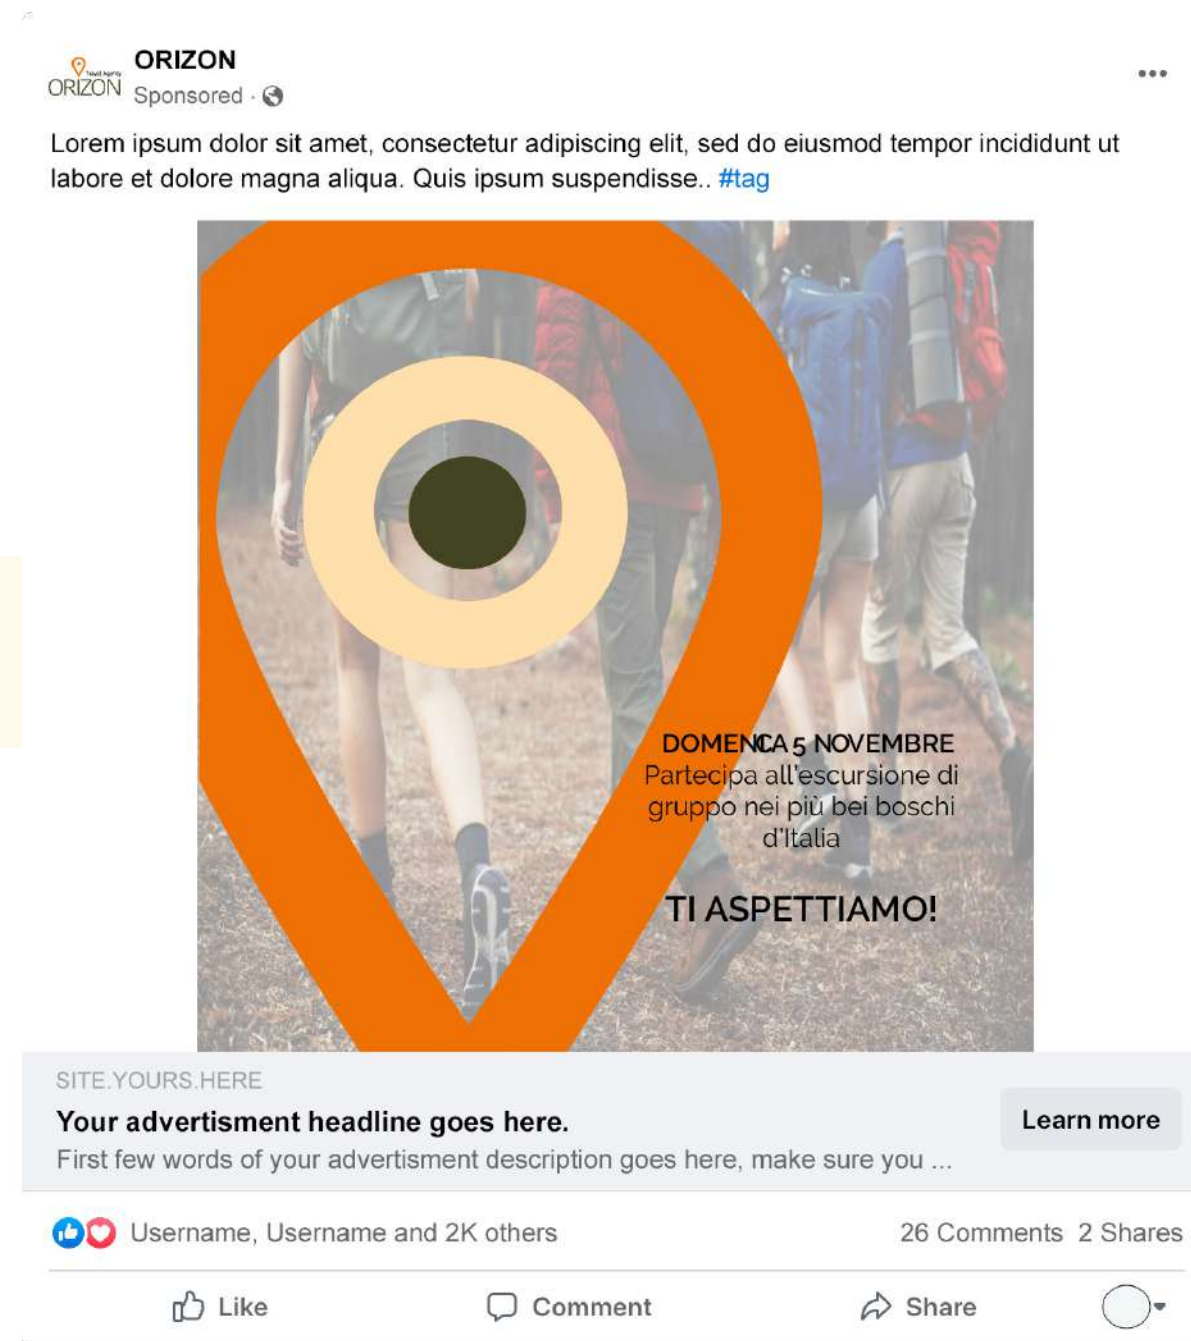 ORIZON
Travel Agency
ORIZON
Sponsored ·
Lorem ipsum dolor sit amet, consectetur adipiscing elit, sed do eiusmod tempor incididunt ut
labore et dolore magna aliqua. Quis ipsum suspendisse.. #tag
DOMENCA 5 NOVEMBRE
Partecipa all'escursione di
gruppo nei più bei boschi
d'Italia
TI ASPETTIAMO!
SITE.YOURS.HERE
Your advertisment headline goes here.
Learn more
First few words of your advertisment description goes here, make sure you ...
Username, Username and 2K others
26 Comments 2 Shares
Like
Comment
Share